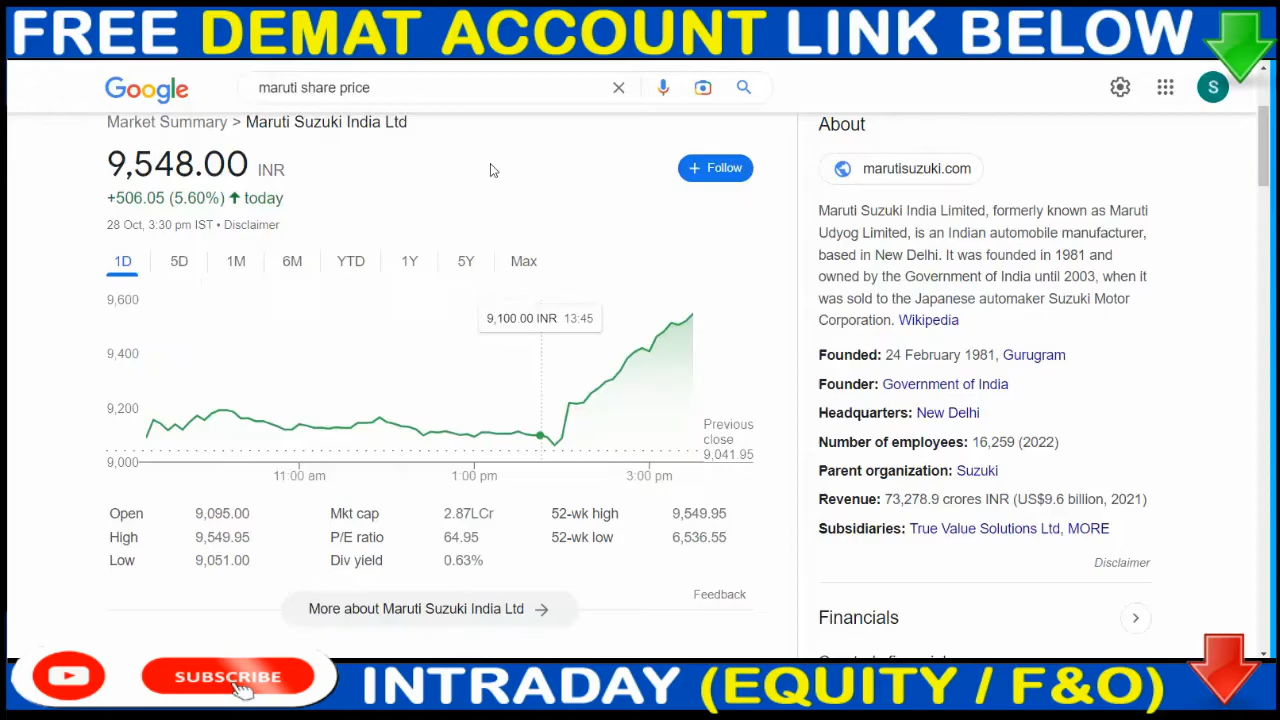 FREE DEMAT ACCOUNT LINK BELOW
Google
maruti share price
S
Market Summary > Maruti Suzuki India Ltd
9,548.00 INR
+ Follow
+506.05 (5.60%) ↑ today
28 Oct, 3:30 pm IST • Disclaimer
1D 5D 1M 6M YTD 1Y 5Y Max
9,600
9,400
9,200
9,000
9,100.00 INR 13:45
Previous
close
9,041.95
11:00 am 1:00 pm 3:00 pm
Open 9,095.00 Mkt cap 2.87LCr 52-wk high 9,549.95
High 9,549.95 P/E ratio 64.95 52-wk low 6,536.55
Low 9,051.00 Div yield 0.63%
Feedback
More about Maruti Suzuki India Ltd →
About
marutisuzuki.com
Maruti Suzuki India Limited, formerly known as Maruti
Udyog Limited, is an Indian automobile manufacturer,
based in New Delhi. It was founded in 1981 and
owned by the Government of India until 2003, when it
was sold to the Japanese automaker Suzuki Motor
Corporation. Wikipedia
Founded: 24 February 1981, Gurugram
Founder: Government of India
Headquarters: New Delhi
Number of employees: 16,259 (2022)
Parent organization: Suzuki
Revenue: 73,278.9 crores INR (US$9.6 billion, 2021)
Subsidiaries: True Value Solutions Ltd, MORE
Disclaimer
Financials
SUBSCRIBE
INTRADAY (EQUITY / F&O)